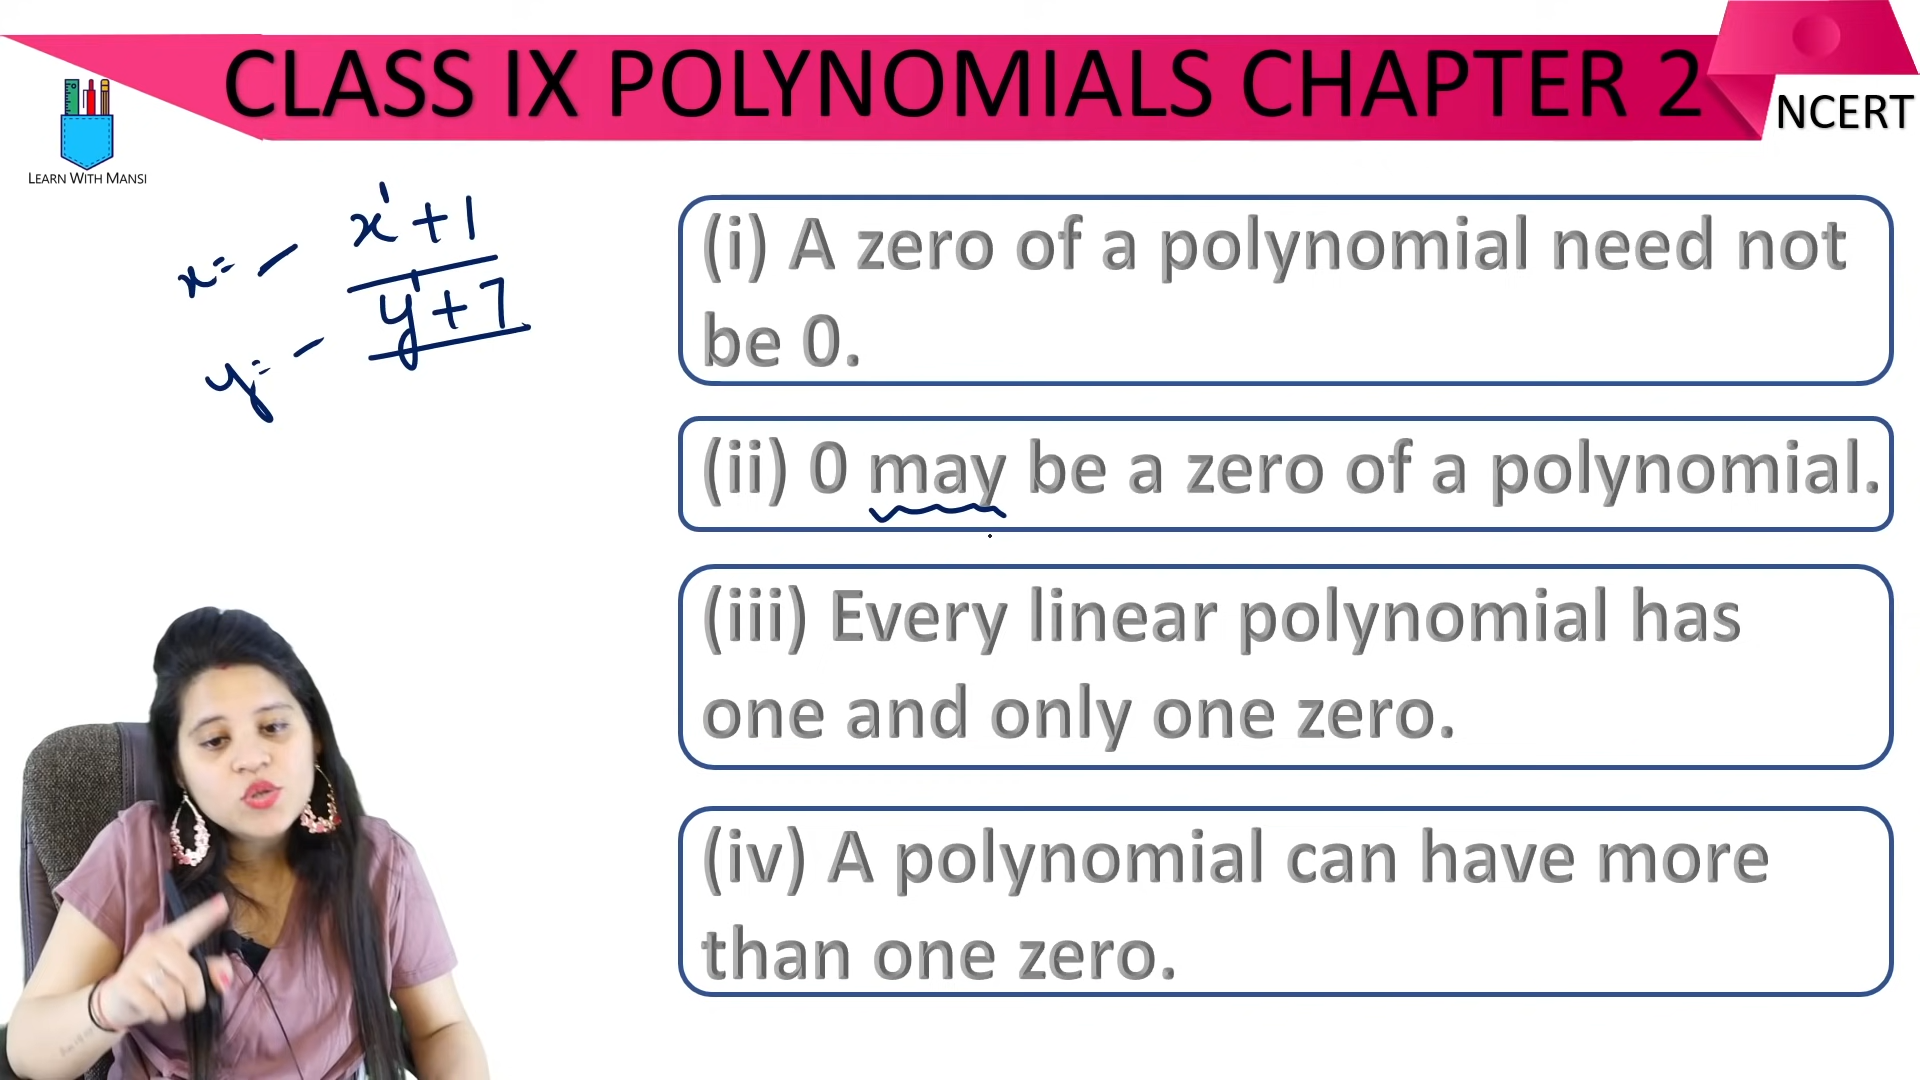 CLASS IX POLYNOMIALS CHAPTER 2
NCERT
LEARN WITH MANSI
x¹+1
x= –
y¹+7
y= –
(i) A zero of a polynomial need not
be 0.
(ii) 0 may be a zero of a polynomial.
(iii) Every linear polynomial has
one and only one zero.
(iv) A polynomial can have more
than one zero.